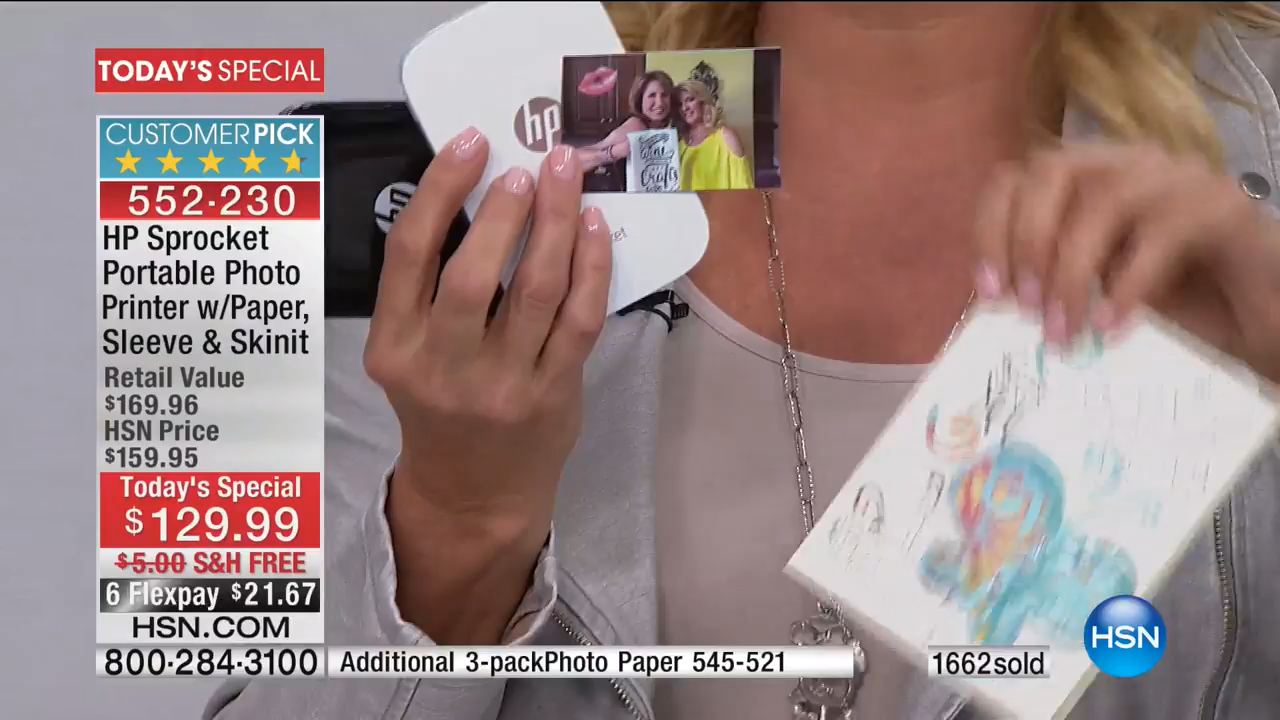 TODAY'S SPECIAL
CUSTOMER PICK
552·230
HP Sprocket
Portable Photo
Printer w/Paper,
Sleeve & Skinit
Retail Value
$169.96
HSN Price
$159.95
Today's Special
$129.99
$5.00 S&H FREE
6 Flexpay $21.67
HSN.COM
800·284·3100
Additional 3-packPhoto Paper 545-521
1662sold
HSN
hp
hp
Crafts